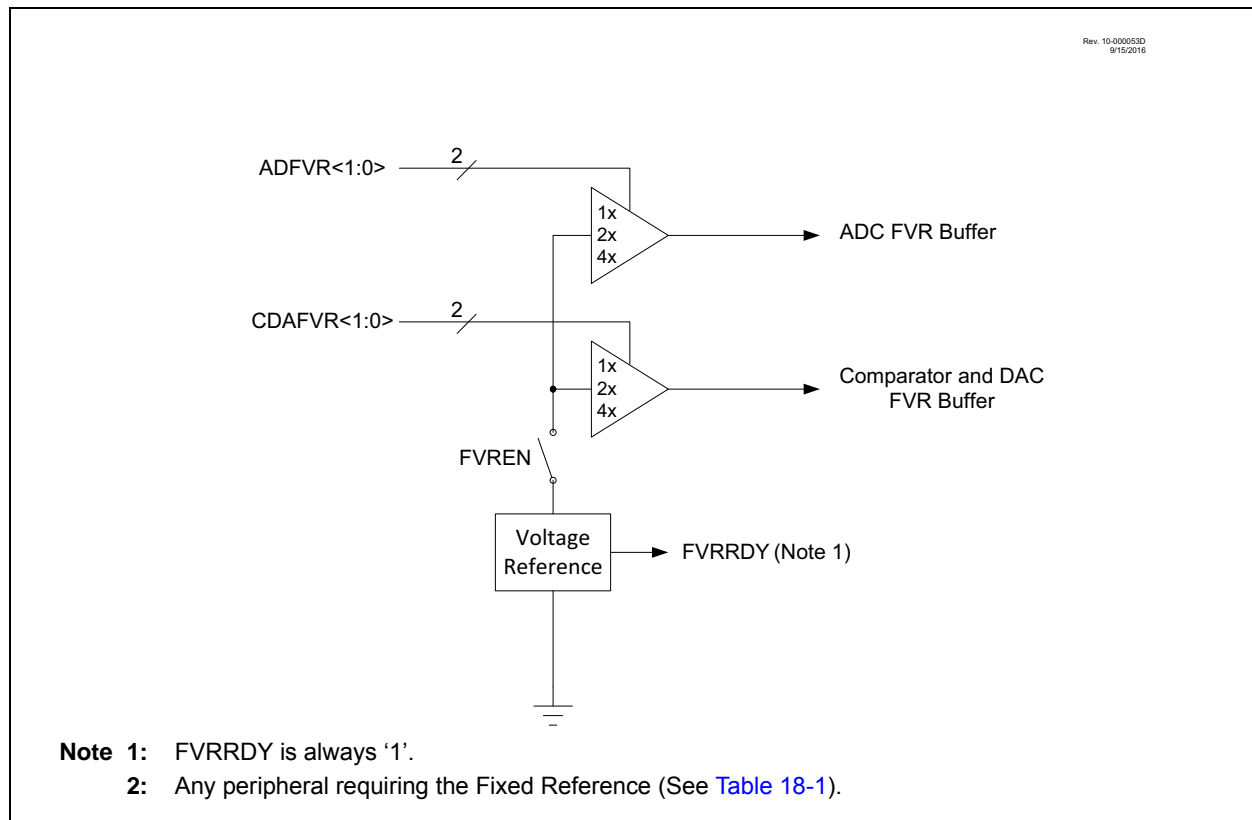 Rev. 10-000053D
9/15/2016
ADFVR<1:0>
2
1x
2x
4x
ADC FVR Buffer
CDAFVR<1:0>
2
1x
2x
4x
Comparator and DAC
FVR Buffer
FVREN
Voltage
Reference
FVRRDY (Note 1)
Note 1: FVRRDY is always ‘1’.
2: Any peripheral requiring the Fixed Reference (See Table 18-1).